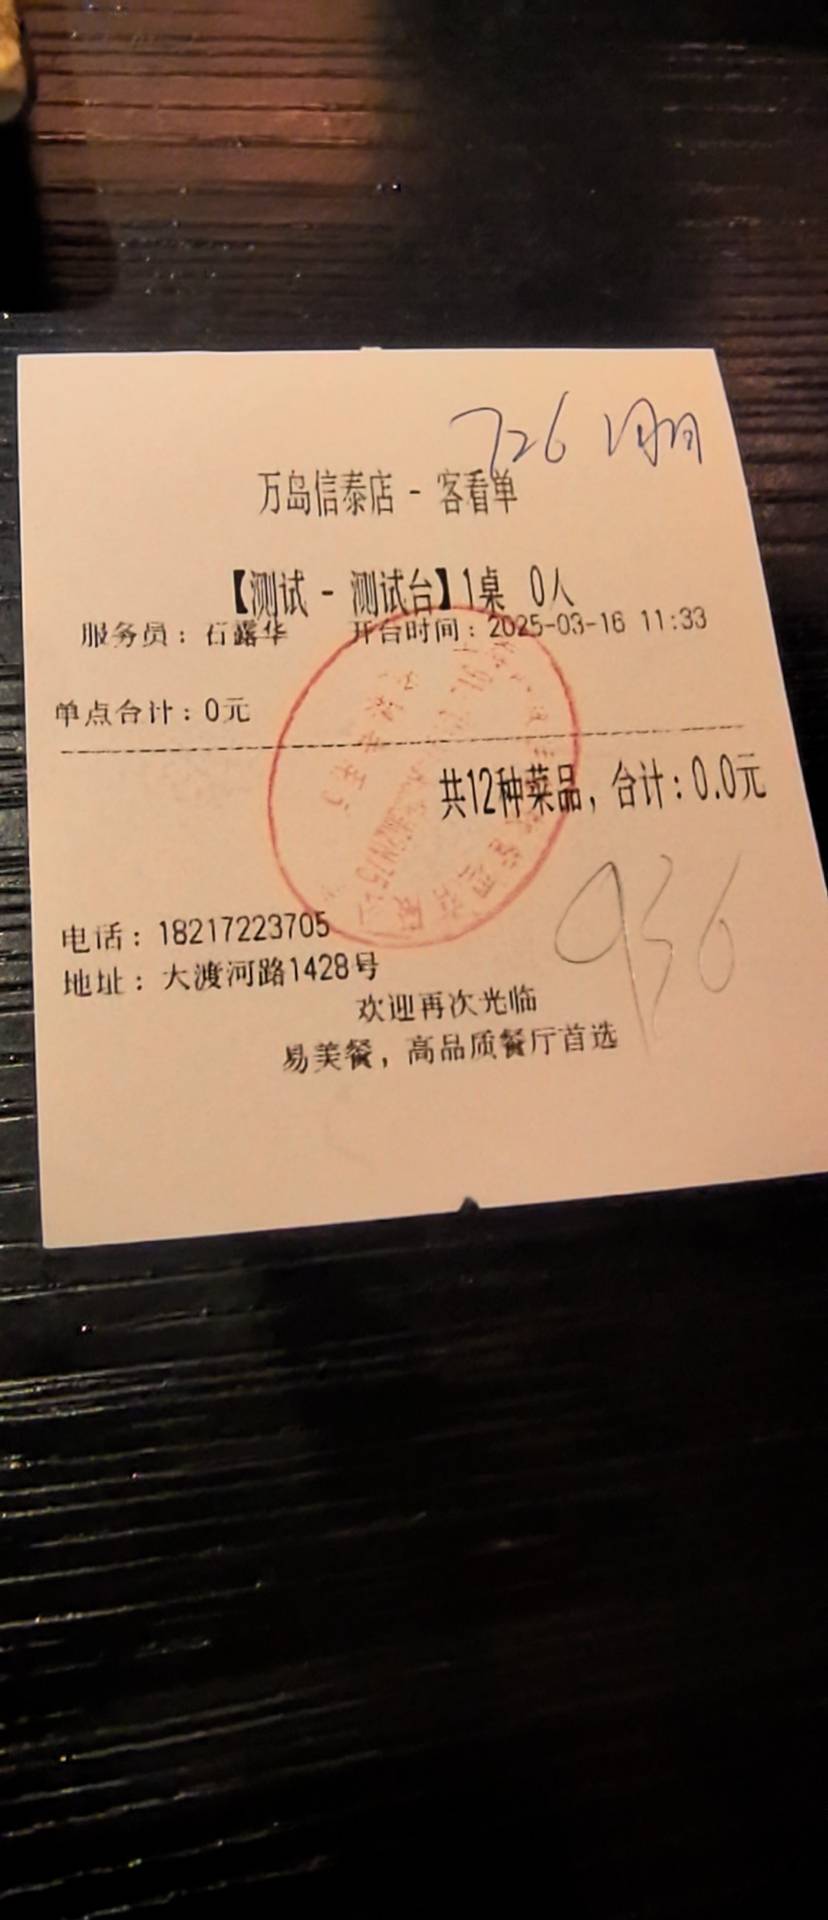 726
万岛信泰店 - 客看单
【测试 - 测试台】1桌 0人
服务员：石露华 开台时间：2025-03-16 11:33
单点合计：0元
共12种菜品，合计：0.0元
936
电话：18217223705
地址：大渡河路1428号
欢迎再次光临
易美餐，高品质餐厅首选